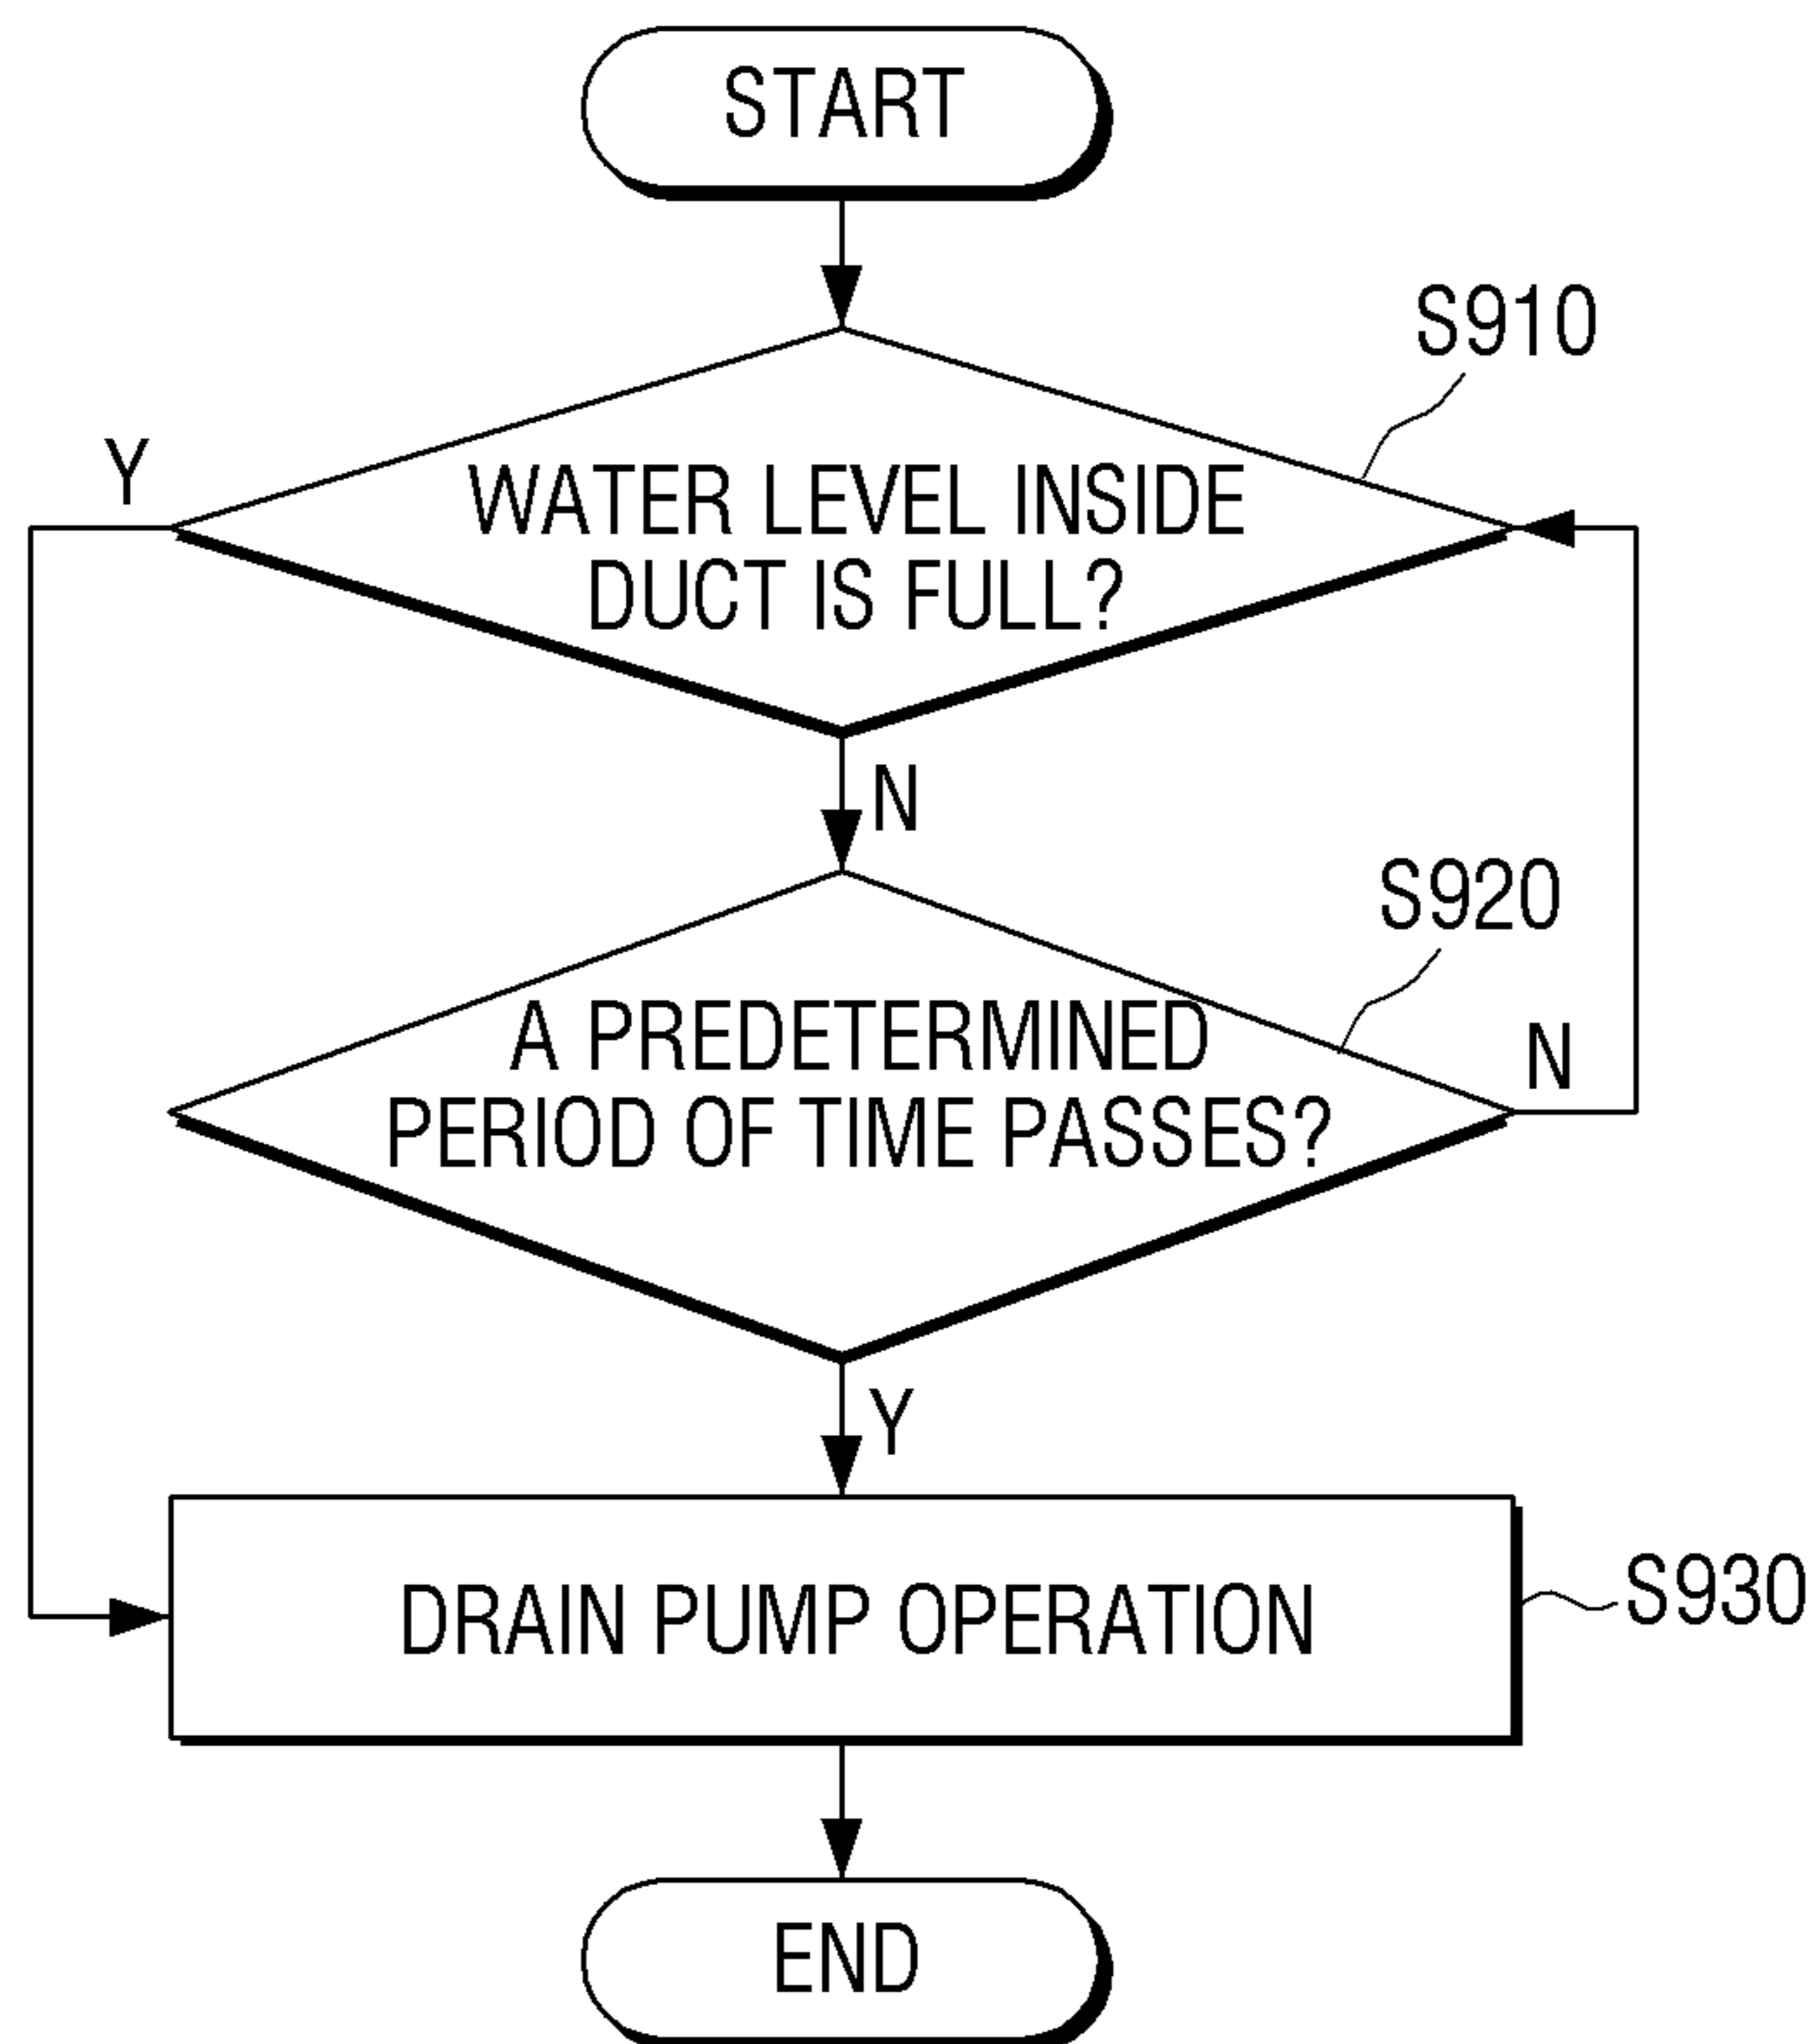 START
S910
Y
WATER LEVEL INSIDE
DUCT IS FULL?
N
S920
A PREDETERMINED
N
PERIOD OF TIME PASSES?
Y
DRAIN PUMP OPERATION
S930
END